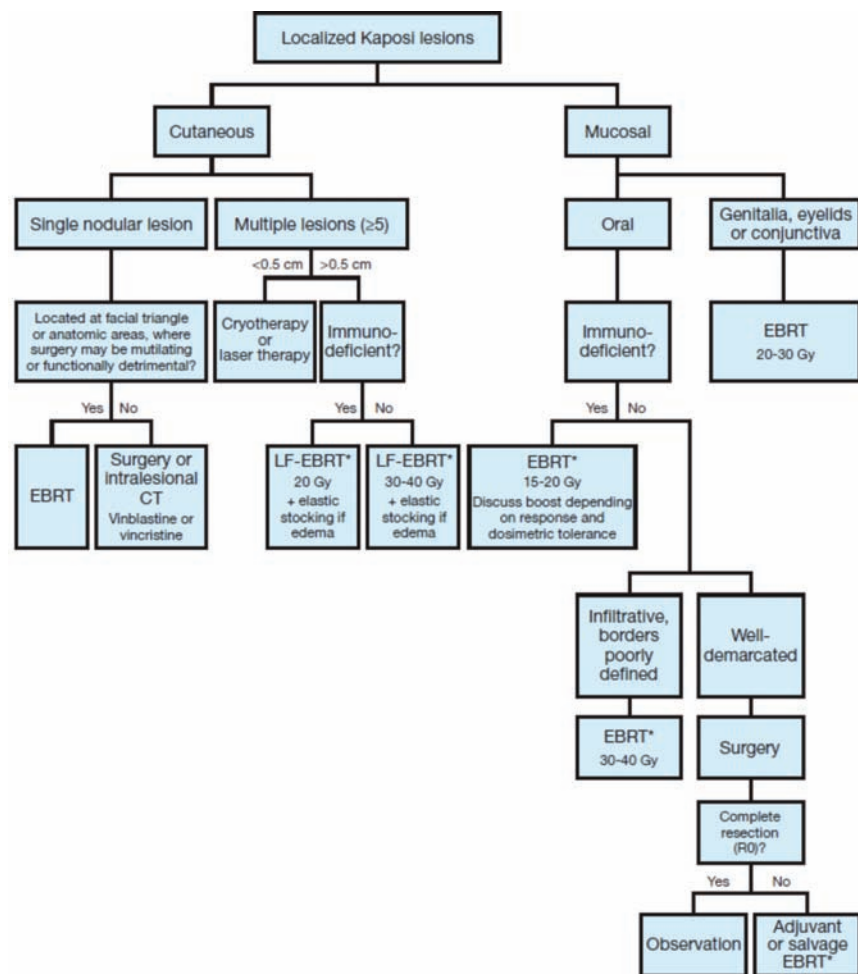 Localized Kaposi lesions
Cutaneous
Mucosal
Single nodular lesion
Multiple lesions (≥5)
Oral
Genitalia, eyelids
or conjunctiva
<0.5 cm
>0.5 cm
Located at facial triangle
or anatomic areas, where
surgery may be mutilating
or functionally detrimental?
Cryotherapy
or
laser therapy
Immuno-
deficient?
Immuno-
deficient?
EBRT
20-30 Gy
Yes
No
Yes
No
Yes
No
EBRT
Surgery or
intralesional
CT
Vinblastine or
vincristine
LF-EBRT*
20 Gy
+ elastic
stocking if
edema
LF-EBRT*
30-40 Gy
+ elastic
stocking if
edema
EBRT*
15-20 Gy
Discuss boost depending
on response and
dosimetric tolerance
Infiltrative,
borders
poorly
defined
Well-
demarcated
EBRT*
30-40 Gy
Surgery
Complete
resection
(R0)?
Yes
No
Observation
Adjuvant
or salvage
EBRT*